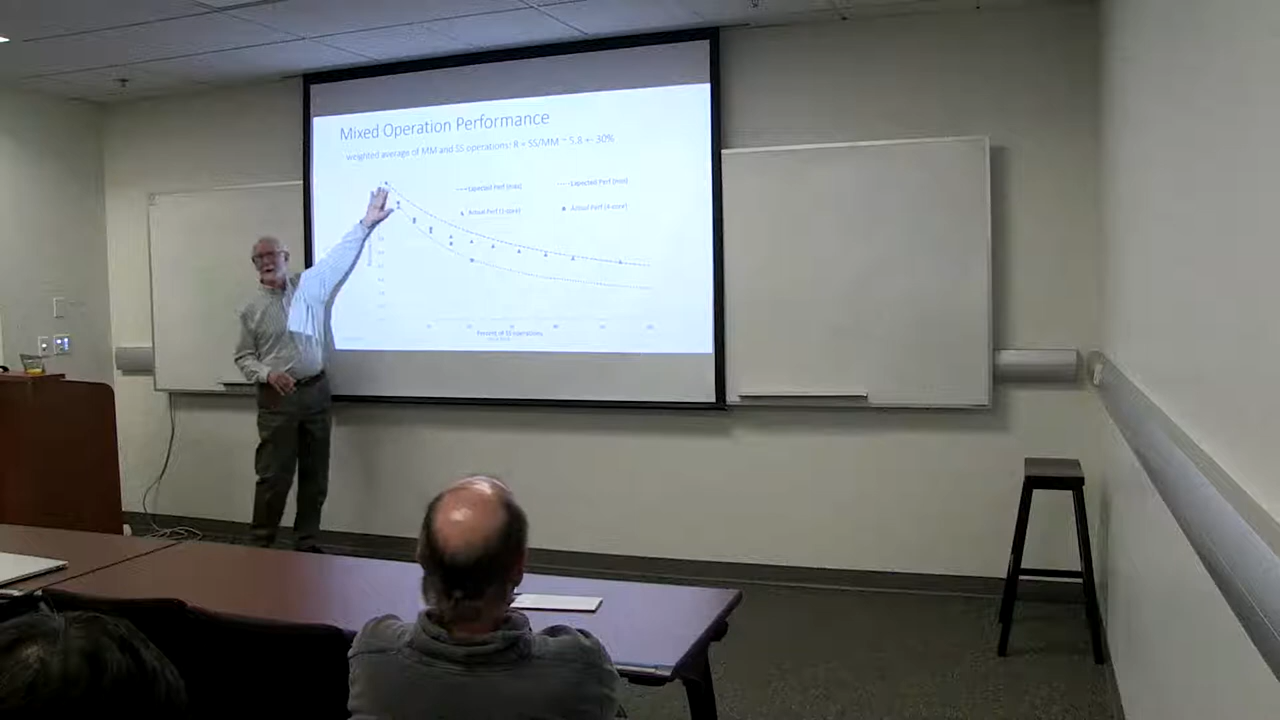 Mixed Operation Performance
weighted average of MM and SS operations: R = SS/MM ~ 5.8 +- 30%
Expected Perf (max)
Expected Perf (min)
Actual Perf (1-core)
Actual Perf (4-core)
Percent of SS operations